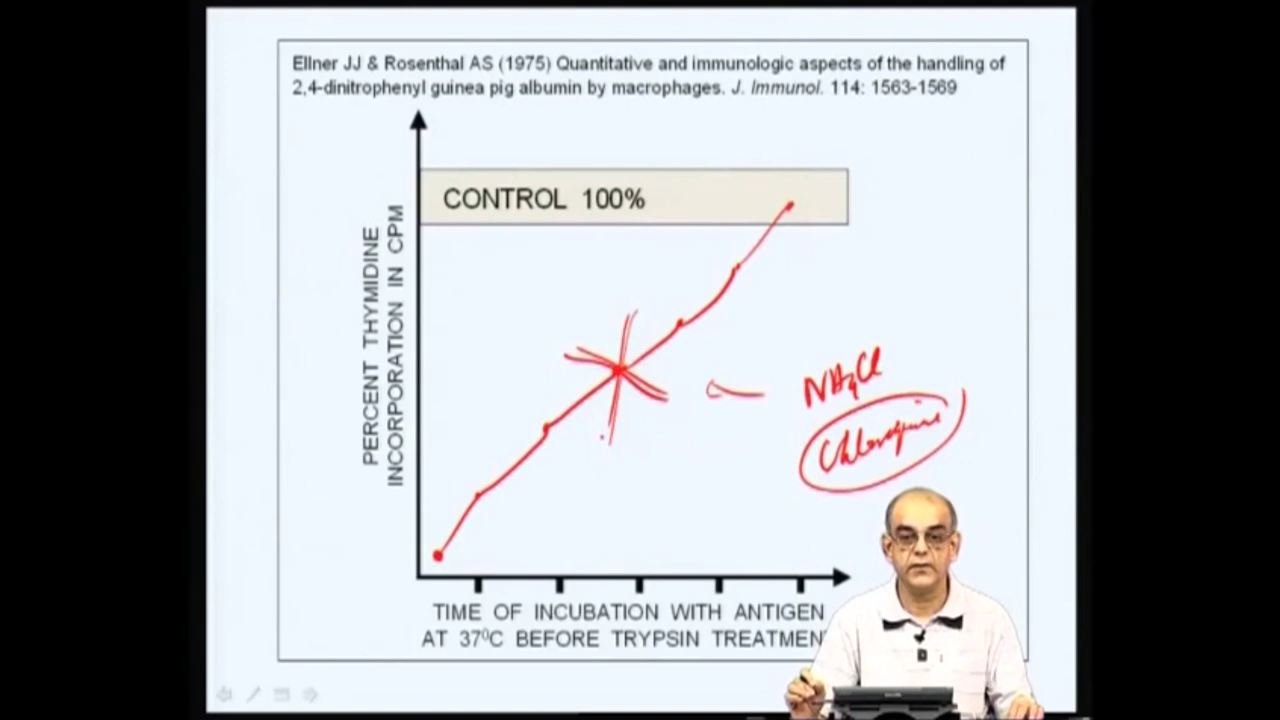 Ellner JJ & Rosenthal AS (1975) Quantitative and immunologic aspects of the handling of
2,4-dinitrophenyl guinea pig albumin by macrophages. J. Immunol. 114: 1563-1569
CONTROL 100%
PERCENT THYMIDINE
INCORPORATION IN CPM
NH4Cl
Chloroquine
TIME OF INCUBATION WITH ANTIGEN
AT 37⁰C BEFORE TRYPSIN TREATMEN